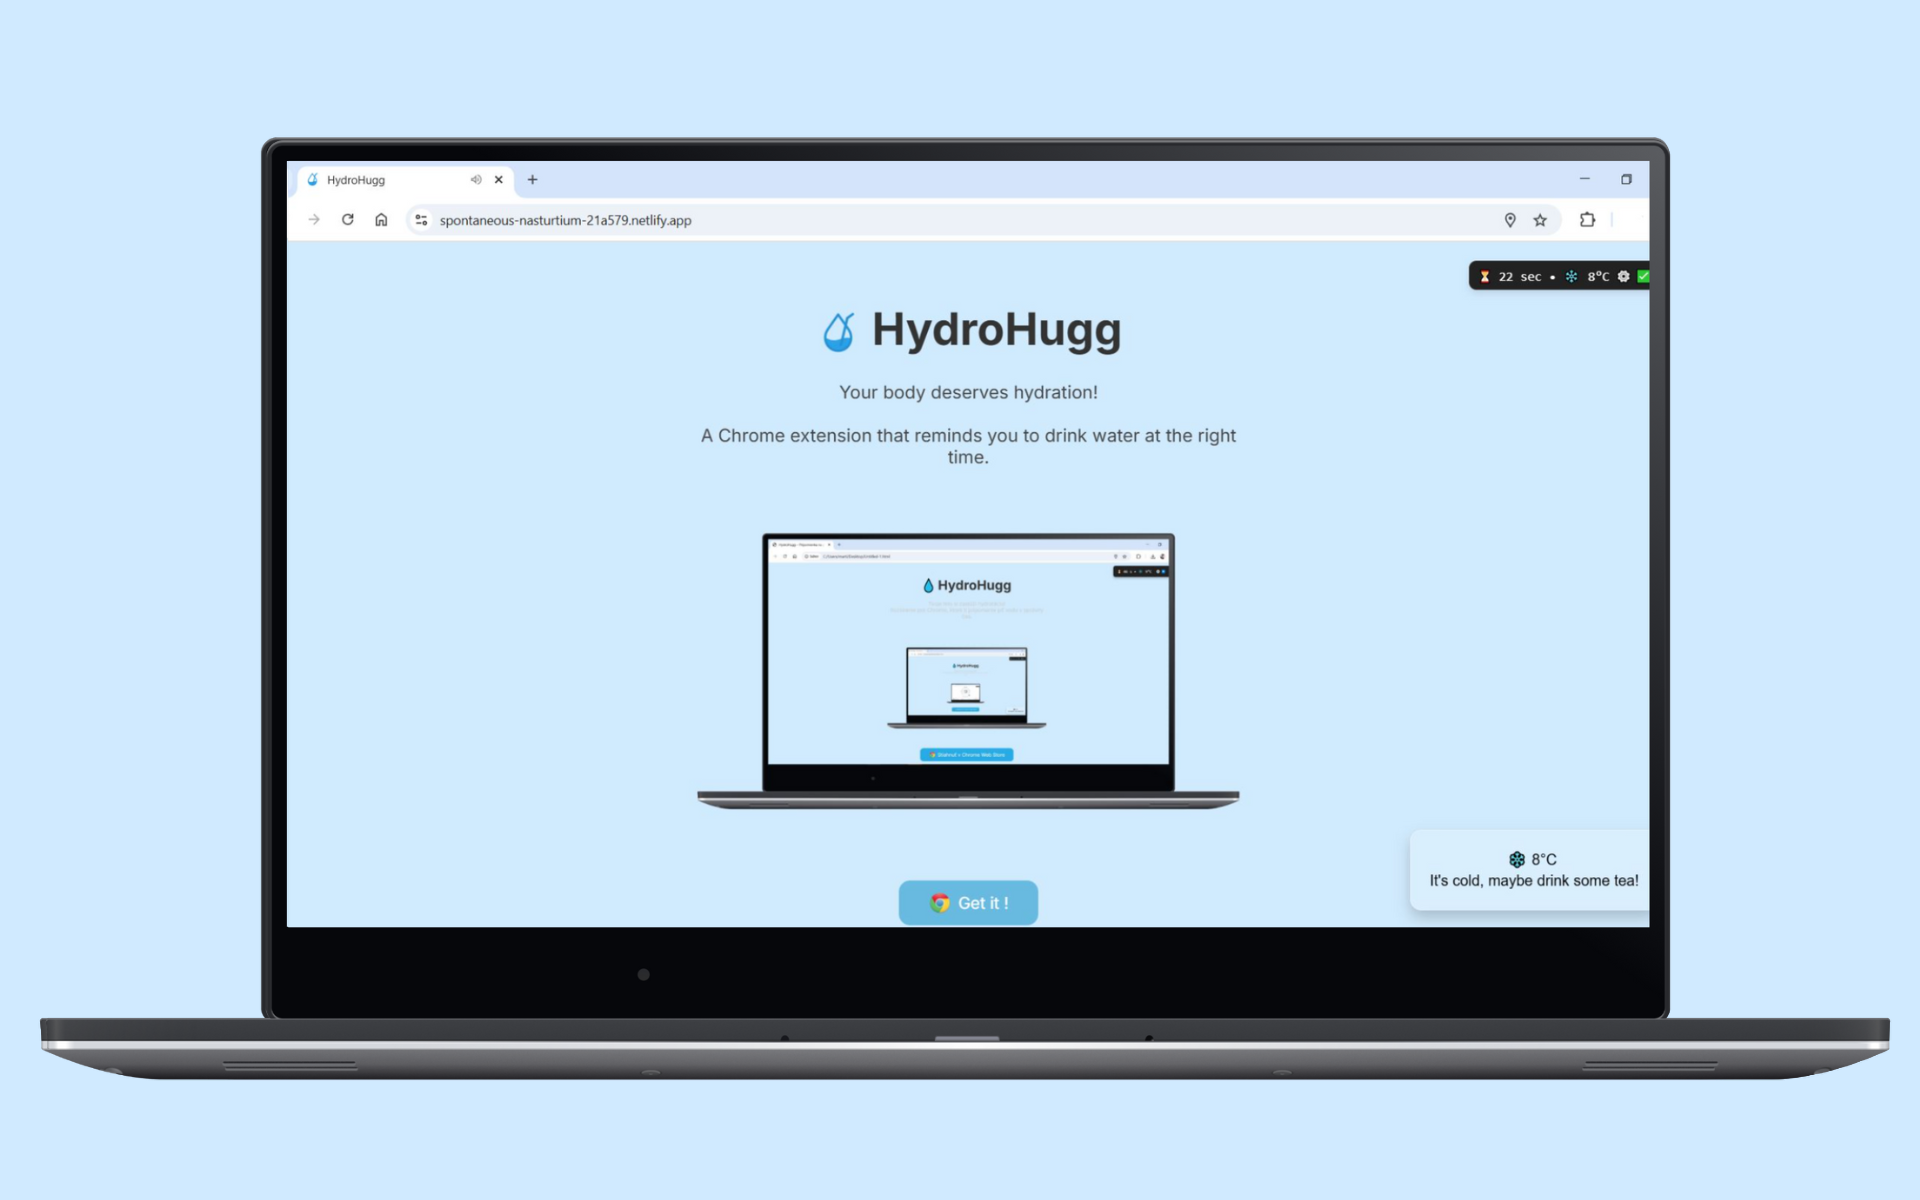 HydroHugg
spontaneous-nasturtium-21a579.netlify.app
22 sec • 8°C
HydroHugg
Your body deserves hydration!
A Chrome extension that reminds you to drink water at the right
time.
HydroHugg
HydroHugg
Get it !
8°C
It's cold, maybe drink some tea!